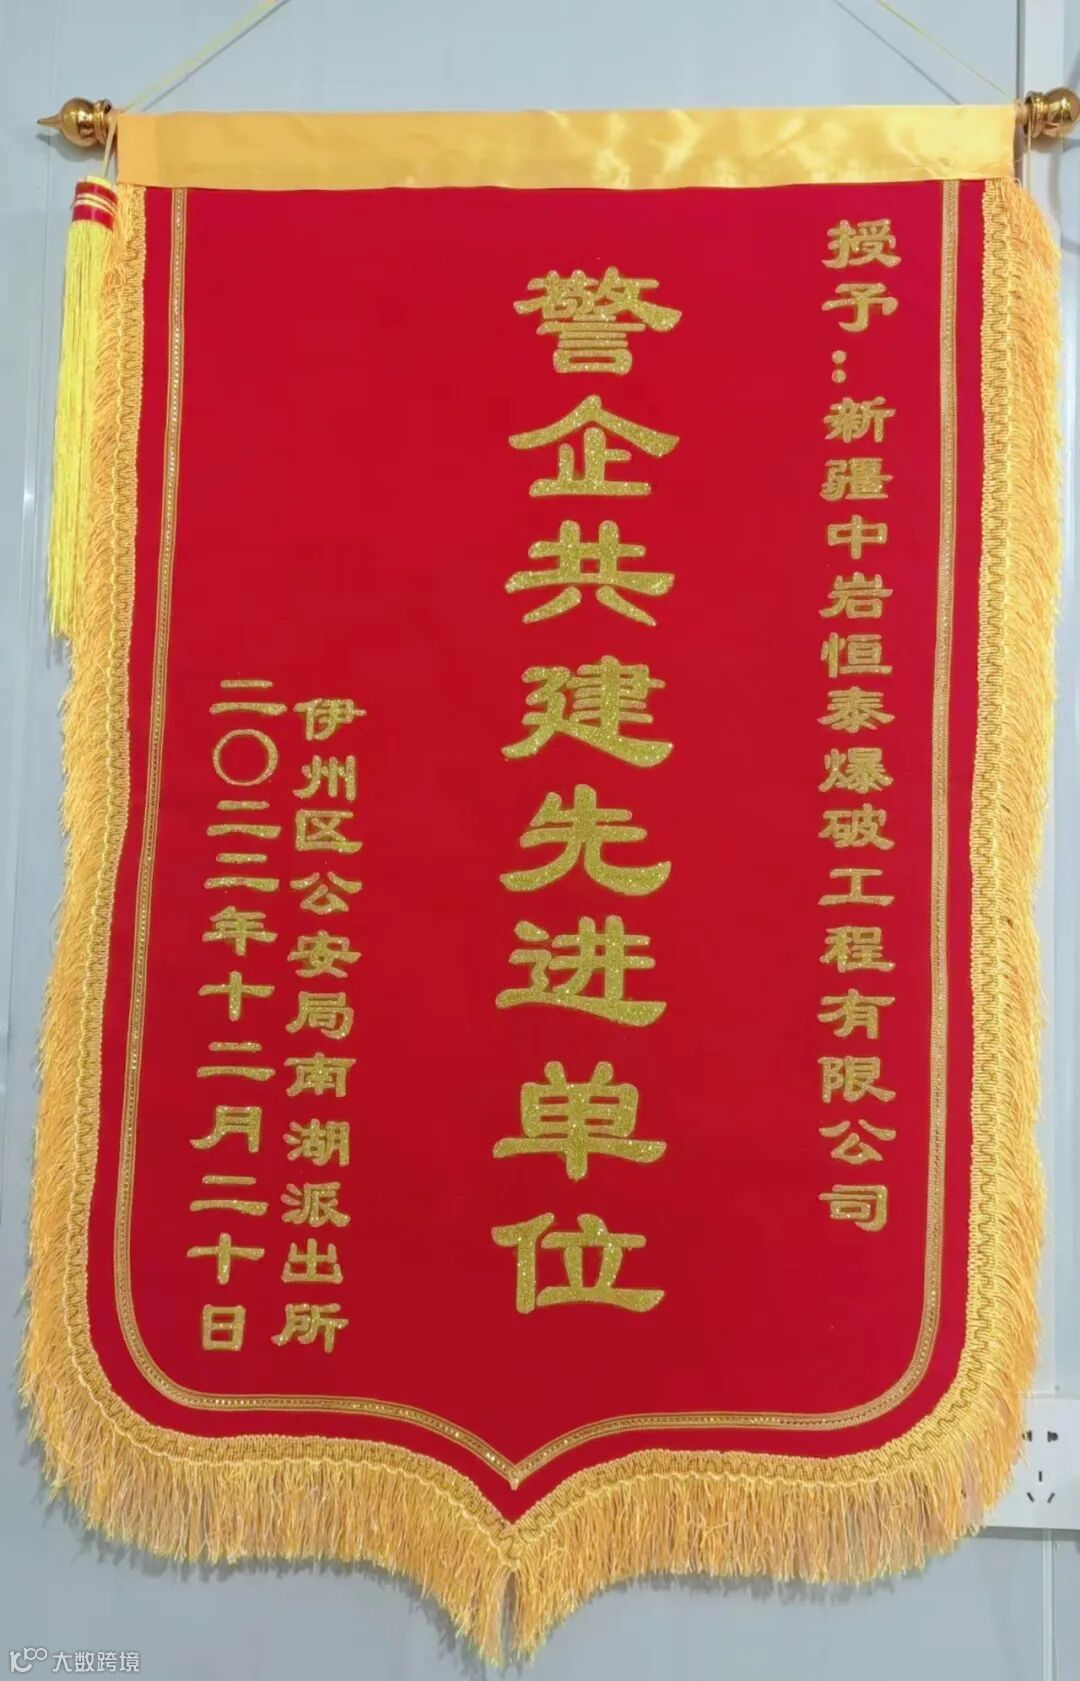 授予:新疆中岩恒泰爆破工程有限公司
警企共建先进单位
伊州区公安局南湖派出所
二〇二二年十二月二十日
大数跨境